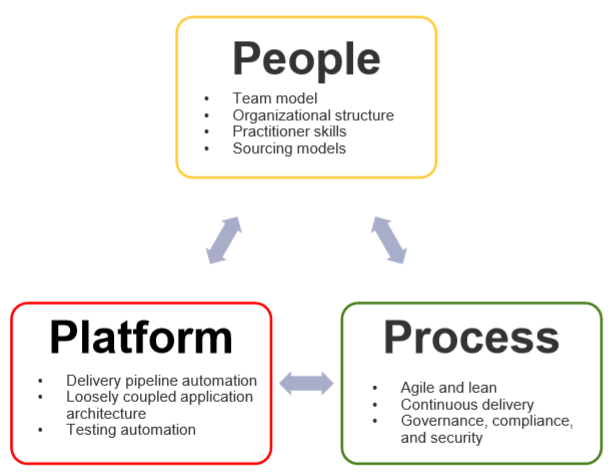 People
• Team model
• Organizational structure
• Practitioner skills
• Sourcing models
Platform
• Delivery pipeline automation
• Loosely coupled application
architecture
• Testing automation
Process
• Agile and lean
• Continuous delivery
• Governance, compliance,
and security